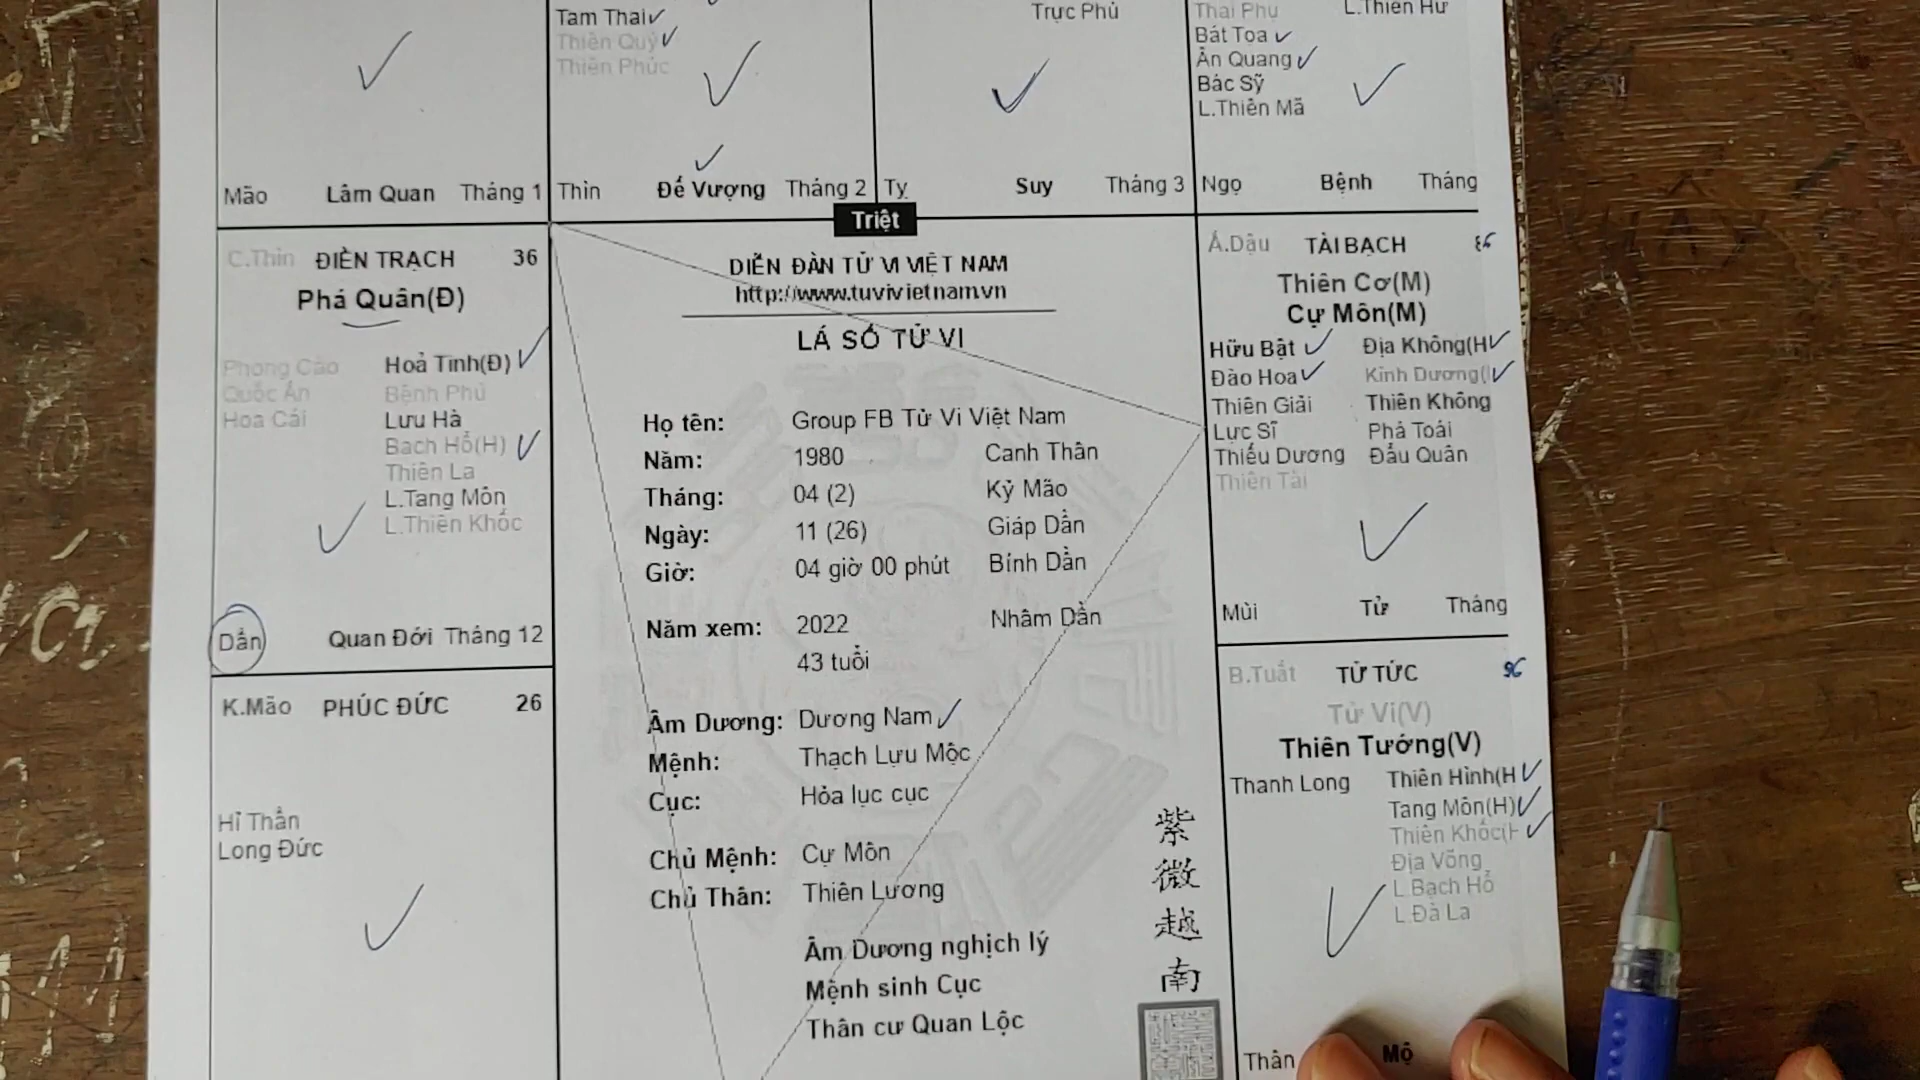 Tam Thai
Thiên Quý
Thiên Phúc
Trực Phù
Thai Phụ
L.Thiên Hư
Bát Tọa
Ân Quang
Bác Sỹ
L.Thiên Mã
Mão Lâm Quan Tháng 1
Thìn Đế Vượng Tháng 2
Tỵ Suy Tháng 3
Ngọ Bệnh Tháng
Triệt
C.Thìn ĐIỀN TRẠCH 36
Phá Quân(Đ)
Phong Cáo
Quốc Ấn
Hoa Cái
Hoả Tinh(Đ)
Bệnh Phù
Lưu Hà
Bạch Hổ(H)
Thiên La
L.Tang Môn
L.Thiên Khốc
Dần Quan Đới Tháng 12
K.Mão PHÚC ĐỨC 26
Hỉ Thần
Long Đức
DIỄN ĐÀN TỬ VI VIỆT NAM
http://www.tuvivietnam.vn
LÁ SỐ TỬ VI
Họ tên: Group FB Tử Vi Việt Nam
Năm: 1980 Canh Thân
Tháng: 04 (2) Kỷ Mão
Ngày: 11 (26) Giáp Dần
Giờ: 04 giờ 00 phút Bính Dần
Năm xem: 2022 Nhâm Dần
43 tuổi
Âm Dương: Dương Nam
Mệnh: Thạch Lựu Mộc
Cục: Hỏa lục cục
Chủ Mệnh: Cự Môn
Chủ Thân: Thiên Lương
Âm Dương nghịch lý
Mệnh sinh Cục
Thân cư Quan Lộc
紫
微
越
南
Á.Dậu TÀI BẠCH
Thiên Cơ(M)
Cự Môn(M)
Hữu Bật
Đào Hoa
Thiên Giải
Lực Sĩ
Thiếu Dương
Thiên Tài
Địa Không(H
Kình Dương(
Thiên Không
Phá Toái
Đẩu Quân
Mùi Tử Tháng
B.Tuất TỬ TỨC 96
Tử Vi(V)
Thiên Tướng(V)
Thanh Long
Thiên Hình(H
Tang Môn(H)
Thiên Khốc(H
Địa Võng
L.Bạch Hổ
L.Đà La
Thân Mộ